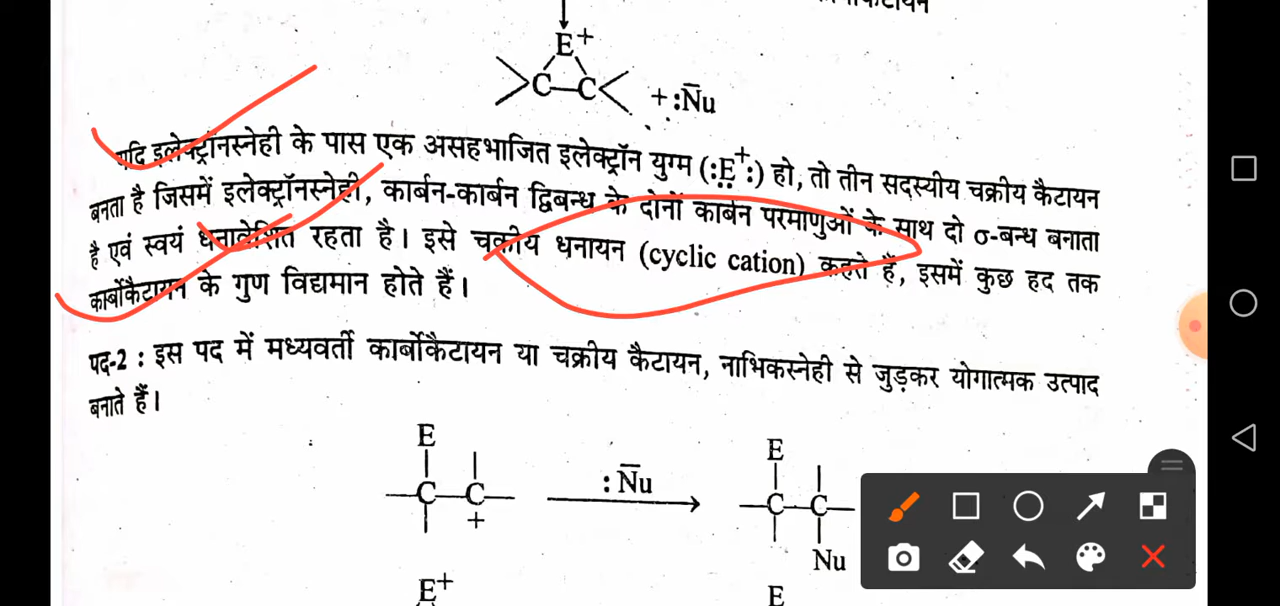 E+
C—C + :N̄u
यदि इलेक्ट्रॉनस्नेही के पास एक असहभाजित इलेक्ट्रॉन युग्म (:E+:) हो, तो तीन सदस्यीय चक्रीय कैटायन
बनता है जिसमें इलेक्ट्रॉनस्नेही, कार्बन-कार्बन द्विबन्ध के दोनों कार्बन परमाणुओं के साथ दो σ-बन्ध बनाता
है एवं स्वयं धनावेशित रहता है। इसे चक्रीय धनायन (cyclic cation) कहते हैं, इसमें कुछ हद तक
कार्बोकैटायन के गुण विद्यमान होते हैं।
पद-2 : इस पद में मध्यवर्ती कार्बोकैटायन या चक्रीय कैटायन, नाभिकस्नेही से जुड़कर योगात्मक उत्पाद
बनाते हैं।
E E
:N̄u
—C—C— —C—C—
+ Nu
E+ E